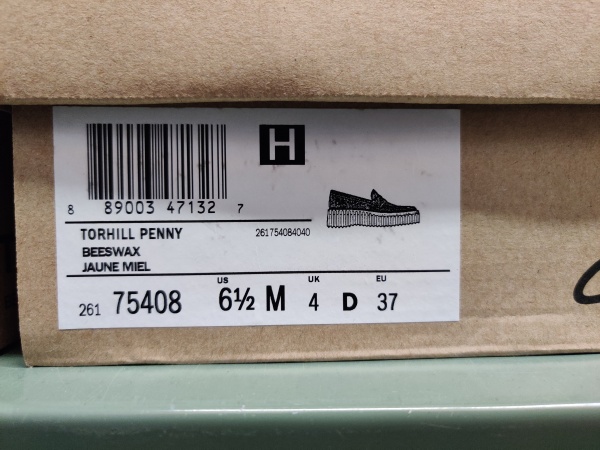 H
8 89003 47132 7
TORHILL PENNY
261754084040
BEESWAX
JAUNE MIEL
US UK EU
261 75408 6½ M 4 D 37